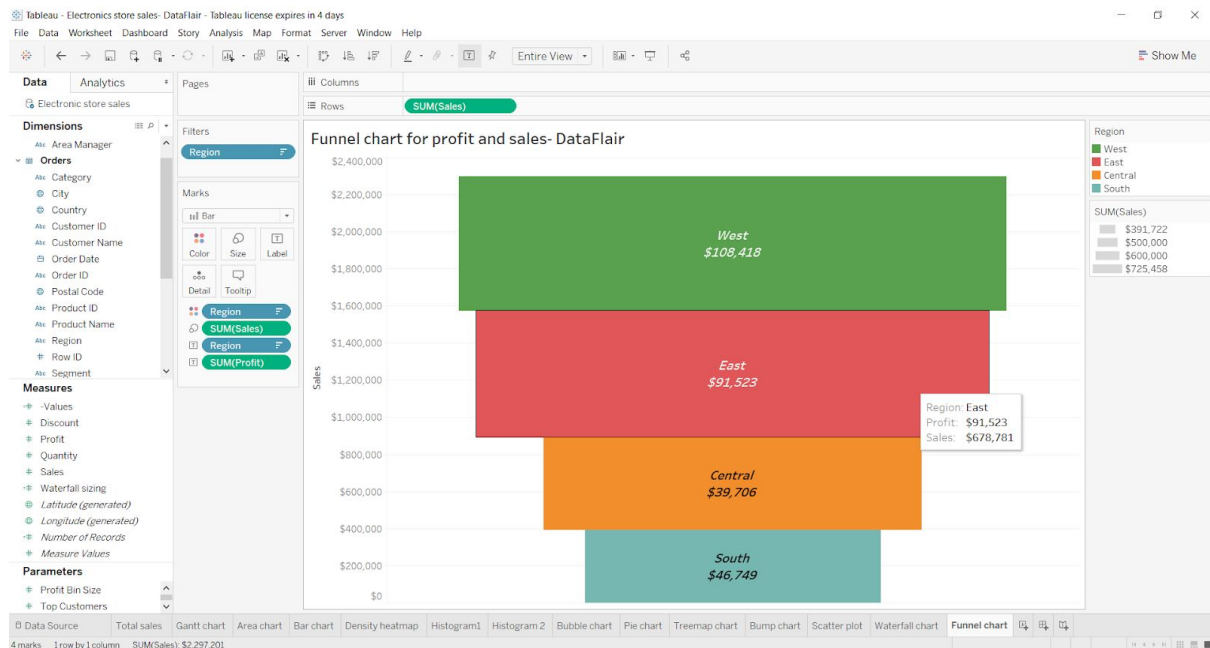 Tableau - Electronics store sales- DataFlair - Tableau license expires in 4 days
File Data Worksheet Dashboard Story Analysis Map Format Server Window Help
Entire View
Show Me
Data Analytics
Electronic store sales
Dimensions
Abc Area Manager
Orders
Abc Category
City
Country
Abc Customer ID
Abc Customer Name
Order Date
Abc Order ID
Postal Code
Abc Product ID
Abc Product Name
Abc Region
# Row ID
Abc Segment
Measures
-Values
# Discount
# Profit
# Quantity
# Sales
Waterfall sizing
Latitude (generated)
Longitude (generated)
Number of Records
# Measure Values
Parameters
# Profit Bin Size
# Top Customers
Pages
Filters
Region
Marks
Bar
Color Size Label
Detail Tooltip
Region
SUM(Sales)
Region
SUM(Profit)
Columns
Rows
SUM(Sales)
Funnel chart for profit and sales- DataFlair
$2,400,000
$2,200,000
$2,000,000
$1,800,000
$1,600,000
$1,400,000
$1,200,000
$1,000,000
$800,000
$600,000
$400,000
$200,000
$0
Sales
West
$108,418
East
$91,523
Central
$39,706
South
$46,749
Region: East
Profit: $91,523
Sales: $678,781
Region
West
East
Central
South
SUM(Sales)
$391,722
$500,000
$600,000
$725,458
Data Source Total sales Gantt chart Area chart Bar chart Density heatmap Histogram1 Histogram 2 Bubble chart Pie chart Treemap chart Bump chart Scatter plot Waterfall chart Funnel chart
4 marks 1 row by 1 column SUM(Sales): $2,297,201